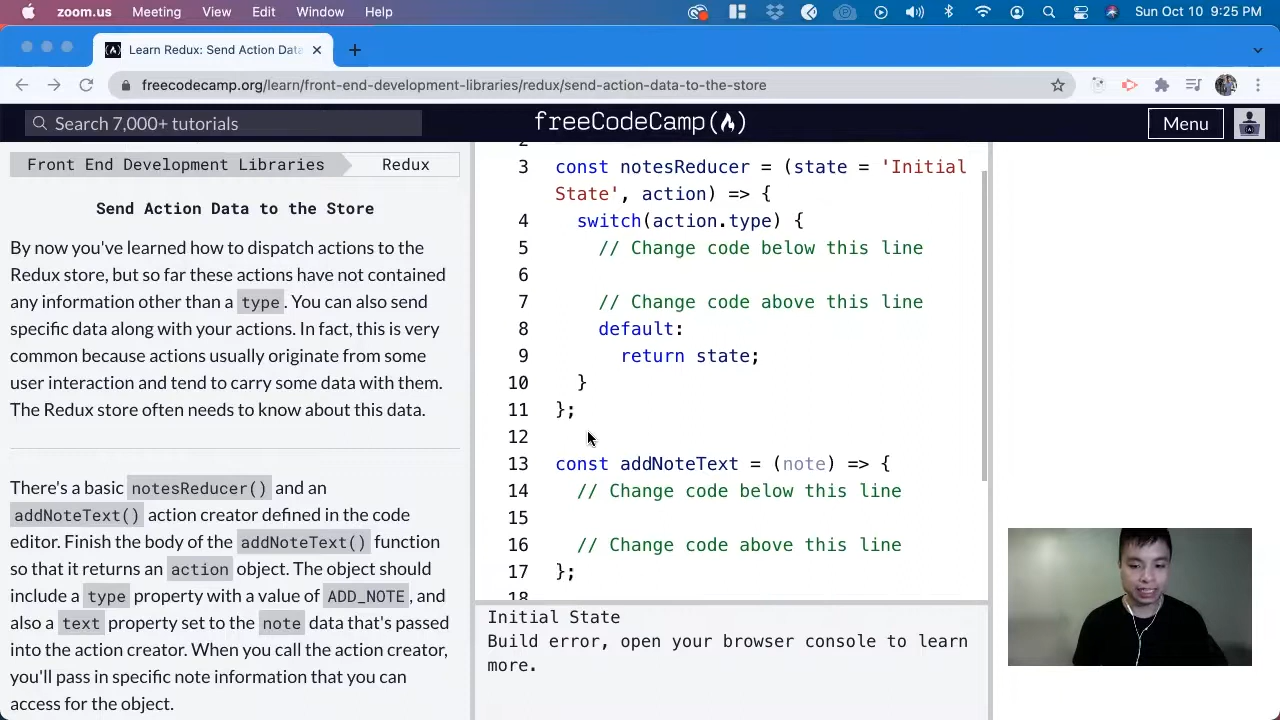 zoom.us Meeting View Edit Window Help Sun Oct 10 9:25 PM
Learn Redux: Send Action Data
freecodecamp.org/learn/front-end-development-libraries/redux/send-action-data-to-the-store
Search 7,000+ tutorials
freeCodeCamp
Menu
Front End Development Libraries
Redux
Send Action Data to the Store
By now you've learned how to dispatch actions to the
Redux store, but so far these actions have not contained
any information other than a type. You can also send
specific data along with your actions. In fact, this is very
common because actions usually originate from some
user interaction and tend to carry some data with them.
The Redux store often needs to know about this data.
There's a basic notesReducer() and an
addNoteText() action creator defined in the code
editor. Finish the body of the addNoteText() function
so that it returns an action object. The object should
include a type property with a value of ADD_NOTE, and
also a text property set to the note data that's passed
into the action creator. When you call the action creator,
you'll pass in specific note information that you can
access for the object.
2
3 const notesReducer = (state = 'Initial
State', action) => {
4 switch(action.type) {
5 // Change code below this line
6
7 // Change code above this line
8 default:
9 return state;
10 }
11 };
12
13 const addNoteText = (note) => {
14 // Change code below this line
15
16 // Change code above this line
17 };
18
Initial State
Build error, open your browser console to learn
more.